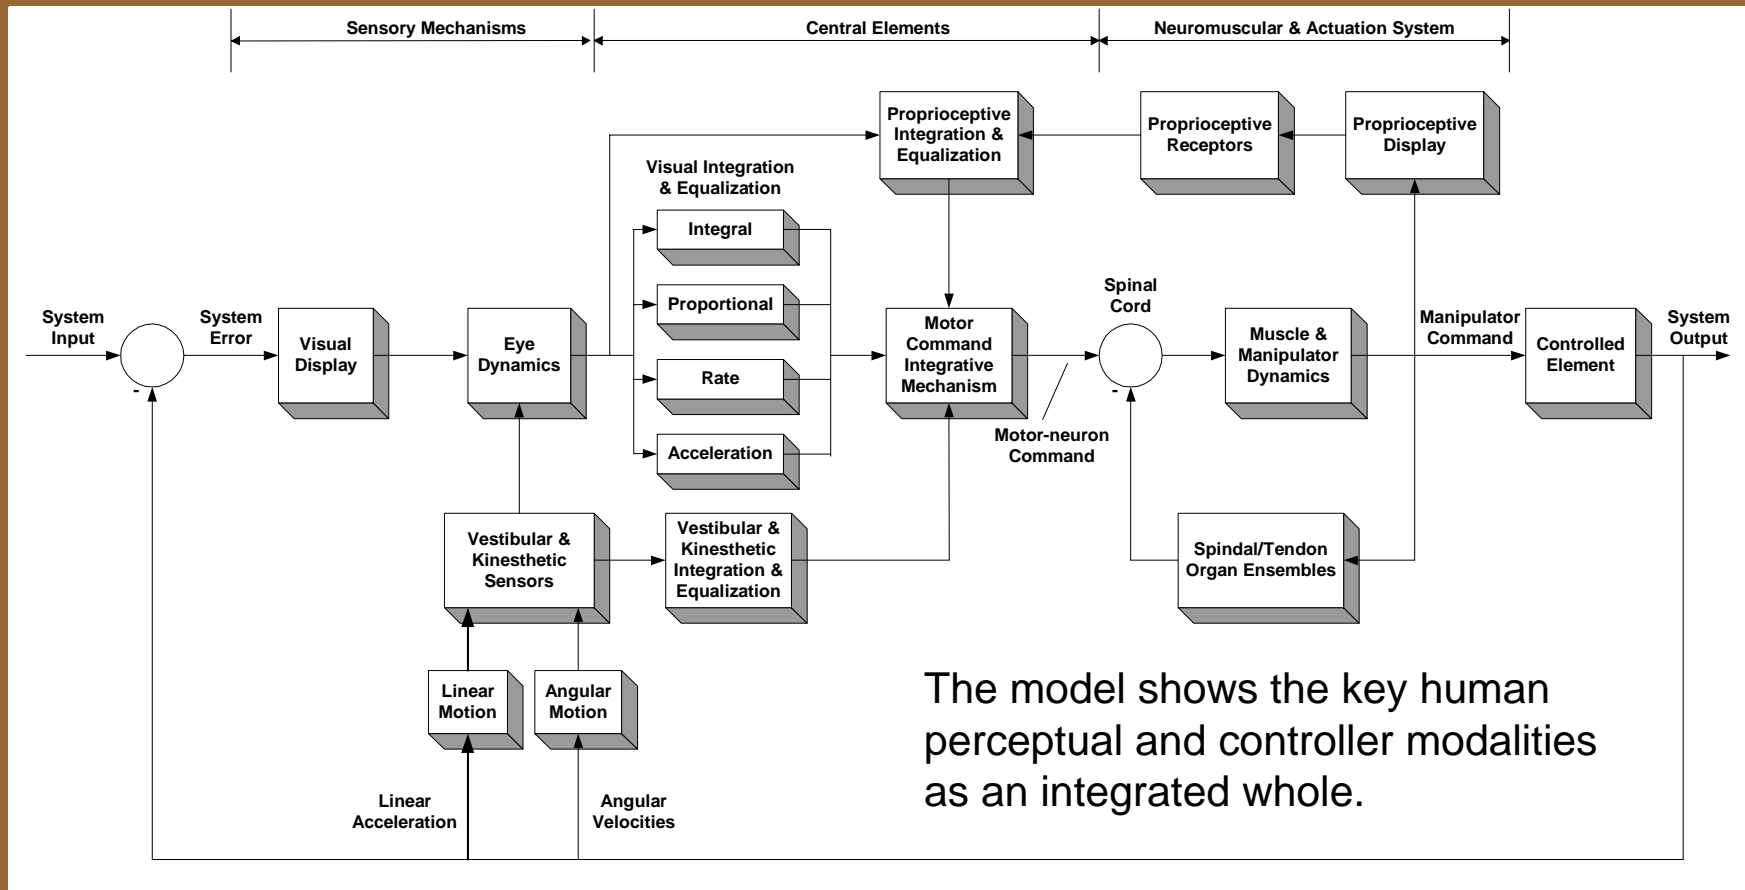 Sensory Mechanisms
Central Elements
Neuromuscular & Actuation System
Proprioceptive
Integration &
Equalization
Proprioceptive
Receptors
Proprioceptive
Display
Visual Integration
& Equalization
Integral
Proportional
Rate
Acceleration
System
Input
-
System
Error
Visual
Display
Eye
Dynamics
Motor
Command
Integrative
Mechanism
Spinal
Cord
-
Motor-neuron
Command
Muscle &
Manipulator
Dynamics
Manipulator
Command
Controlled
Element
System
Output
Vestibular &
Kinesthetic
Sensors
Vestibular &
Kinesthetic
Integration &
Equalization
Spindal/Tendon
Organ Ensembles
Linear
Motion
Angular
Motion
Linear
Acceleration
Angular
Velocities
The model shows the key human
perceptual and controller modalities
as an integrated whole.